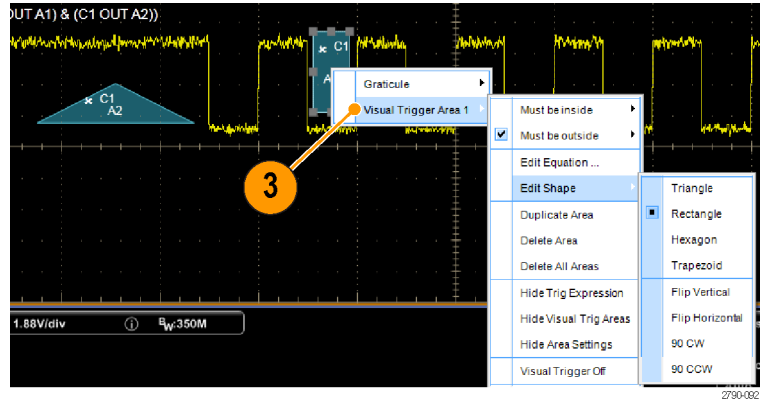 OUT A1) & (C1 OUT A2))
C1
A
C1
A2
Graticule
Visual Trigger Area 1
3
Must be inside
Must be outside
Edit Equation ...
Edit Shape
Duplicate Area
Delete Area
Delete All Areas
Hide Trig Expression
Hide Visual Trig Areas
Hide Area Settings
Visual Trigger Off
Triangle
Rectangle
Hexagon
Trapezoid
Flip Vertical
Flip Horizontal
90 CW
90 CCW
1.88V/div
BW:350M
2790-092